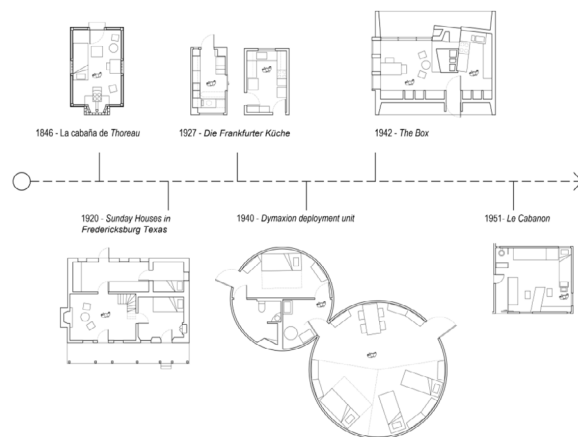 1846 - La cabaña de Thoreau
1927 - Die Frankfurter Küche
1942 - The Box
1920 - Sunday Houses in
Fredericksburg Texas
1940 - Dymaxion deployment unit
1951- Le Cabanon